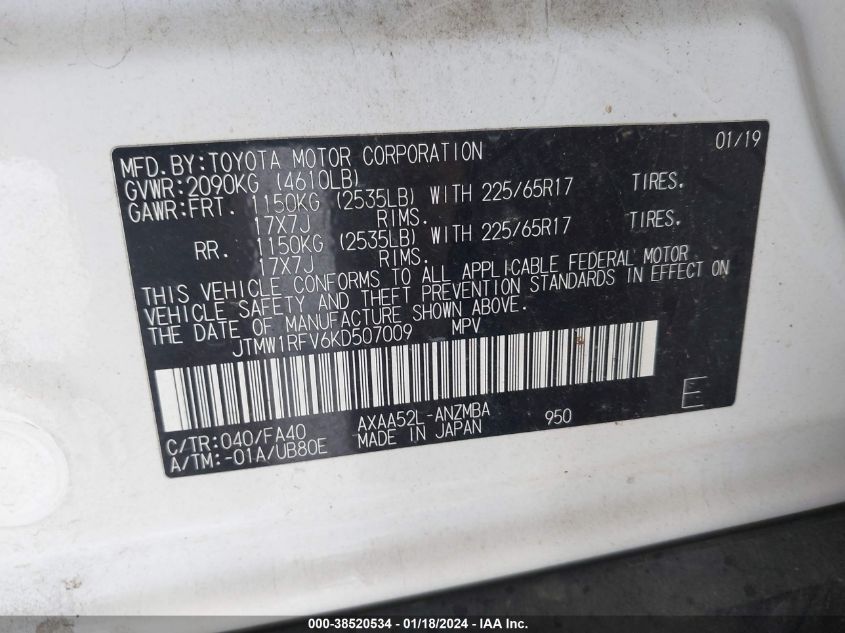 01/19
MFD.BY:TOYOTA MOTOR CORPORATION
GVWR:2090KG (4610LB)
GAWR:FRT. 1150KG (2535LB) WITH 225/65R17 TIRES.
17X7J RIMS.
RR. 1150KG (2535LB) WITH 225/65R17 TIRES.
17X7J RIMS.
THIS VEHICLE CONFORMS TO ALL APPLICABLE FEDERAL MOTOR
VEHICLE SAFETY AND THEFT PREVENTION STANDARDS IN EFFECT ON
THE DATE OF MANUFACTURE SHOWN ABOVE.
JTMW1RFV6KD507009 MPV
C/TR:040/FA40 AXAA52L-ANZMBA 950 E
A/TM:-01A/UB80E MADE IN JAPAN
000-38520534 - 01/18/2024 - IAA Inc.